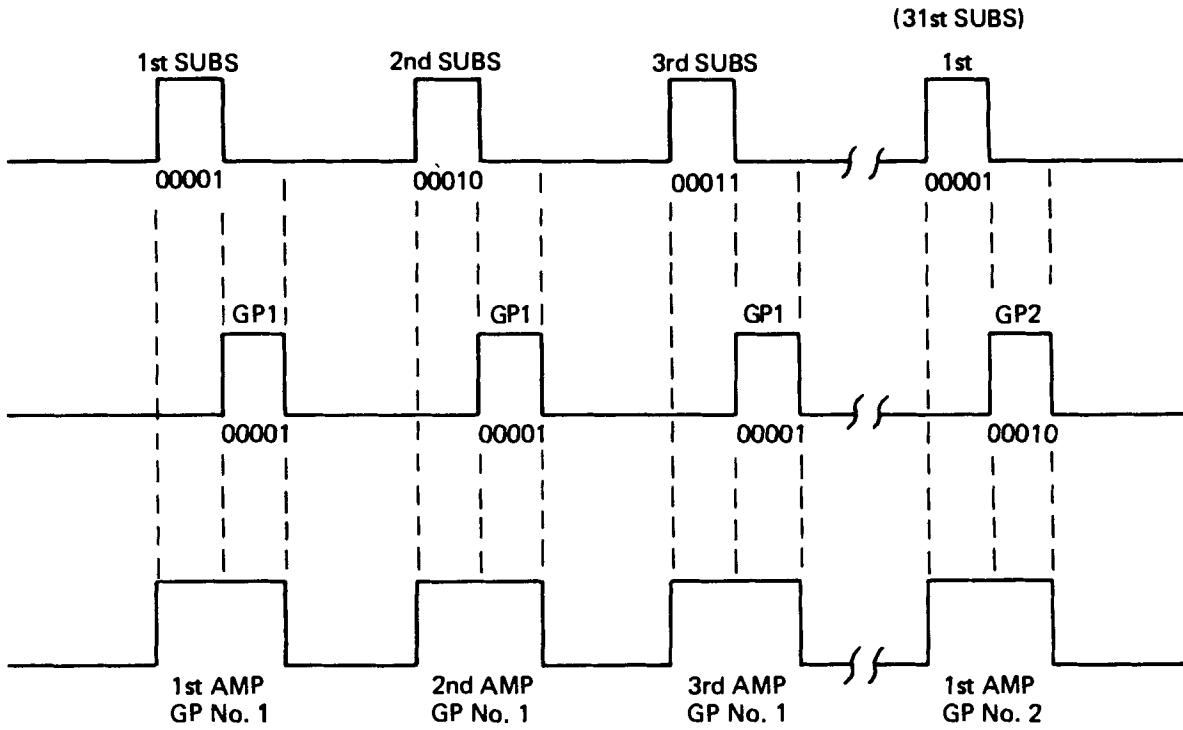 (31st SUBS)
1st SUBS 2nd SUBS 3rd SUBS 1st
00001 00010 00011 00001
GP1 GP1 GP1 GP2
00001 00001 00001 00010
1st AMP 2nd AMP 3rd AMP 1st AMP
GP No. 1 GP No. 1 GP No. 1 GP No. 2